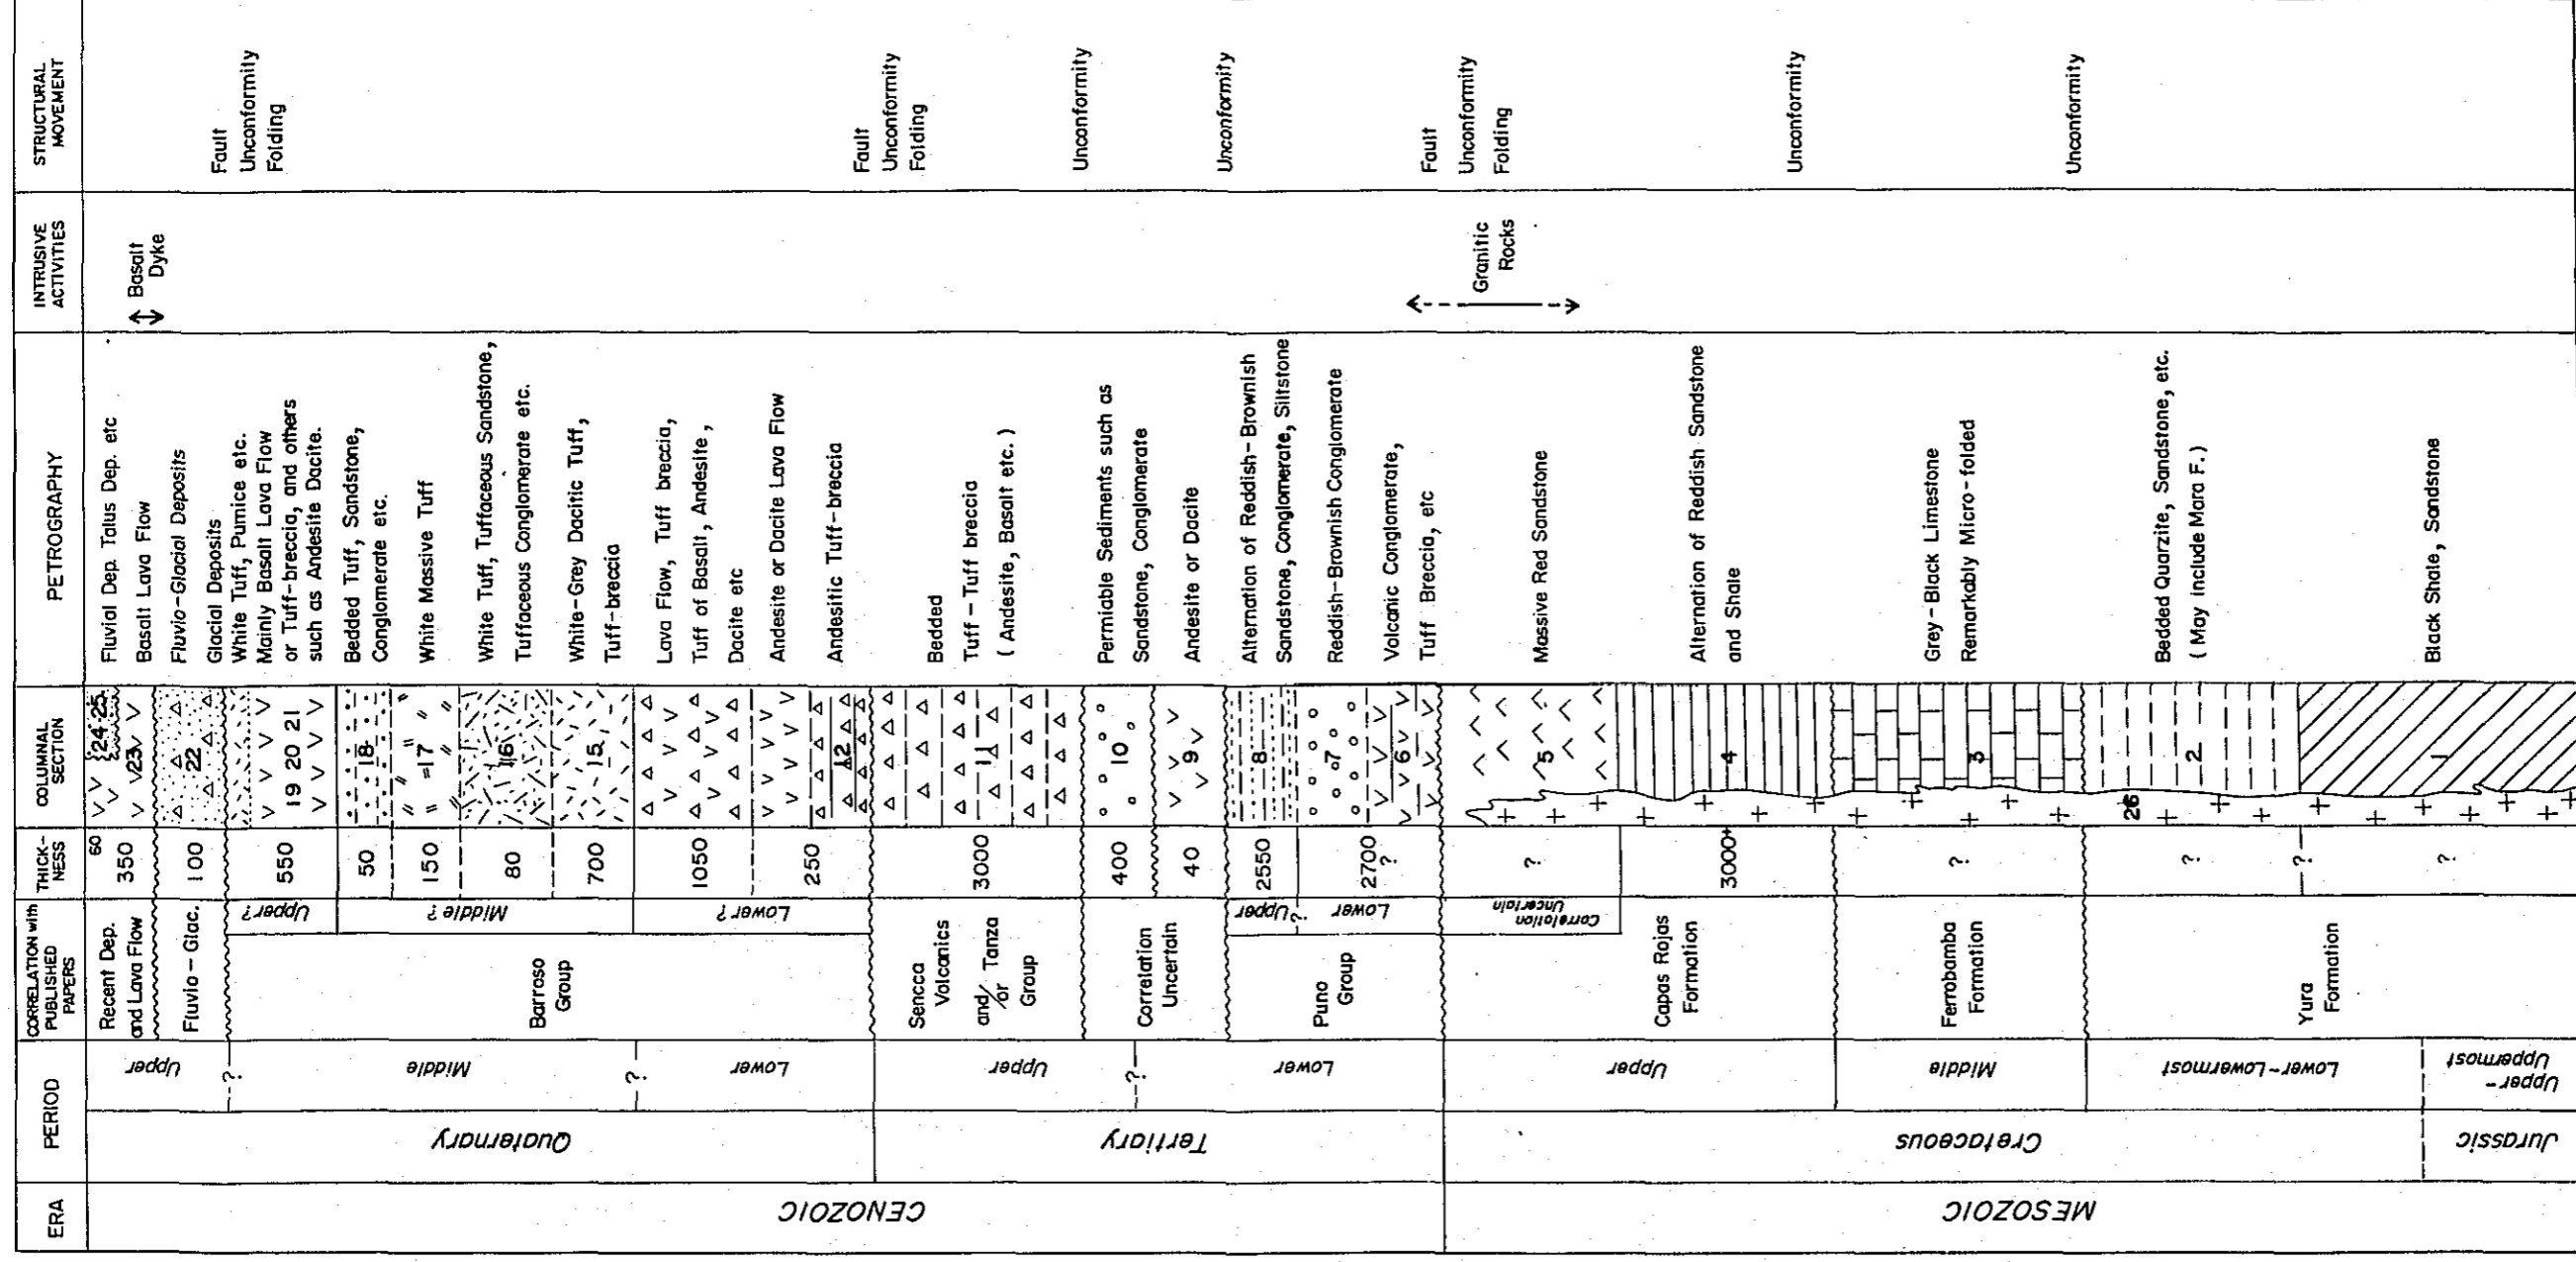 ERA
PERIOD
CORRELATION with
PUBLISHED
PAPERS
THICK-
NESS
COLUMNAL
SECTION
PETROGRAPHY
INTRUSIVE
ACTIVITIES
STRUCTURAL
MOVEMENT
CENOZOIC
MESOZOIC
Quaternary
Tertiary
Cretaceous
Jurassic
Upper
?
Middle
?
Lower
Upper
?
Lower
Upper
Middle
Lower-Lowermost
Upper-
Uppermost
Recent Dep.
and Lava Flow
Fluvio-Glac.
Barroso
Group
Upper?
Middle?
Lower?
Sencca
Volcanics
and/or Tanza
Group
Correlation
Uncertain
Puno
Group
Upper
?
Lower
Correlation
Uncertain
Capas Rojas
Formation
Ferrobamba
Formation
Yura
Formation
60
350
100
550
50
150
80
700
1050
250
3000
400
40
2550
2700
?
?
3000+
?
?
?
?
24 25
23
22
19 20 21
18
17
16
15
12
11
10
9
8
7
6
5
4
3
26
2
1
Fluvial Dep. Talus Dep. etc
Basalt Lava Flow
Fluvio-Glacial Deposits
Glacial Deposits
White Tuff, Pumice etc.
Mainly Basalt Lava Flow
or Tuff-breccia, and others
such as Andesite Dacite.
Bedded Tuff, Sandstone,
Conglomerate etc.
White Massive Tuff
White Tuff, Tuffaceous Sandstone,
Tuffaceous Conglomerate etc.
White-Grey Dacitic Tuff,
Tuff-breccia
Lava Flow, Tuff breccia,
Tuff of Basalt, Andesite,
Dacite etc
Andesite or Dacite Lava Flow
Andesitic Tuff-breccia
Bedded
Tuff-Tuff breccia
(Andesite, Basalt etc.)
Permiable Sediments such as
Sandstone, Conglomerate
Andesite or Dacite
Alternation of Reddish-Brownish
Sandstone, Conglomerate, Siltstone
Reddish-Brownish Conglomerate
Volcanic Conglomerate,
Tuff Breccia, etc
Massive Red Sandstone
Alternation of Reddish Sandstone
and Shale
Grey-Black Limestone
Remarkably Micro-folded
Bedded Quarzite, Sandstone, etc.
(May include Mara F.)
Black Shale, Sandstone
Basalt
Dyke
Granitic
Rocks
Fault
Unconformity
Folding
Fault
Unconformity
Folding
Unconformity
Unconformity
Fault
Unconformity
Folding
Unconformity
Unconformity